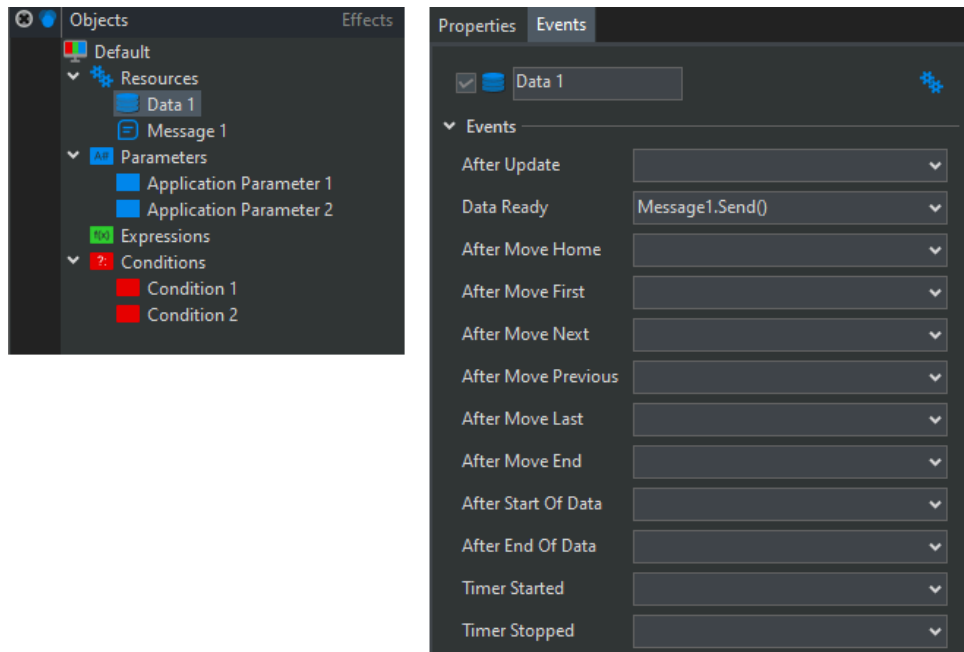 Objects Effects
Default
Resources
Data 1
Message 1
A# Parameters
Application Parameter 1
Application Parameter 2
f(x) Expressions
?: Conditions
Condition 1
Condition 2
Properties Events
Data 1
Events
After Update
Data Ready Message1.Send()
After Move Home
After Move First
After Move Next
After Move Previous
After Move Last
After Move End
After Start Of Data
After End Of Data
Timer Started
Timer Stopped